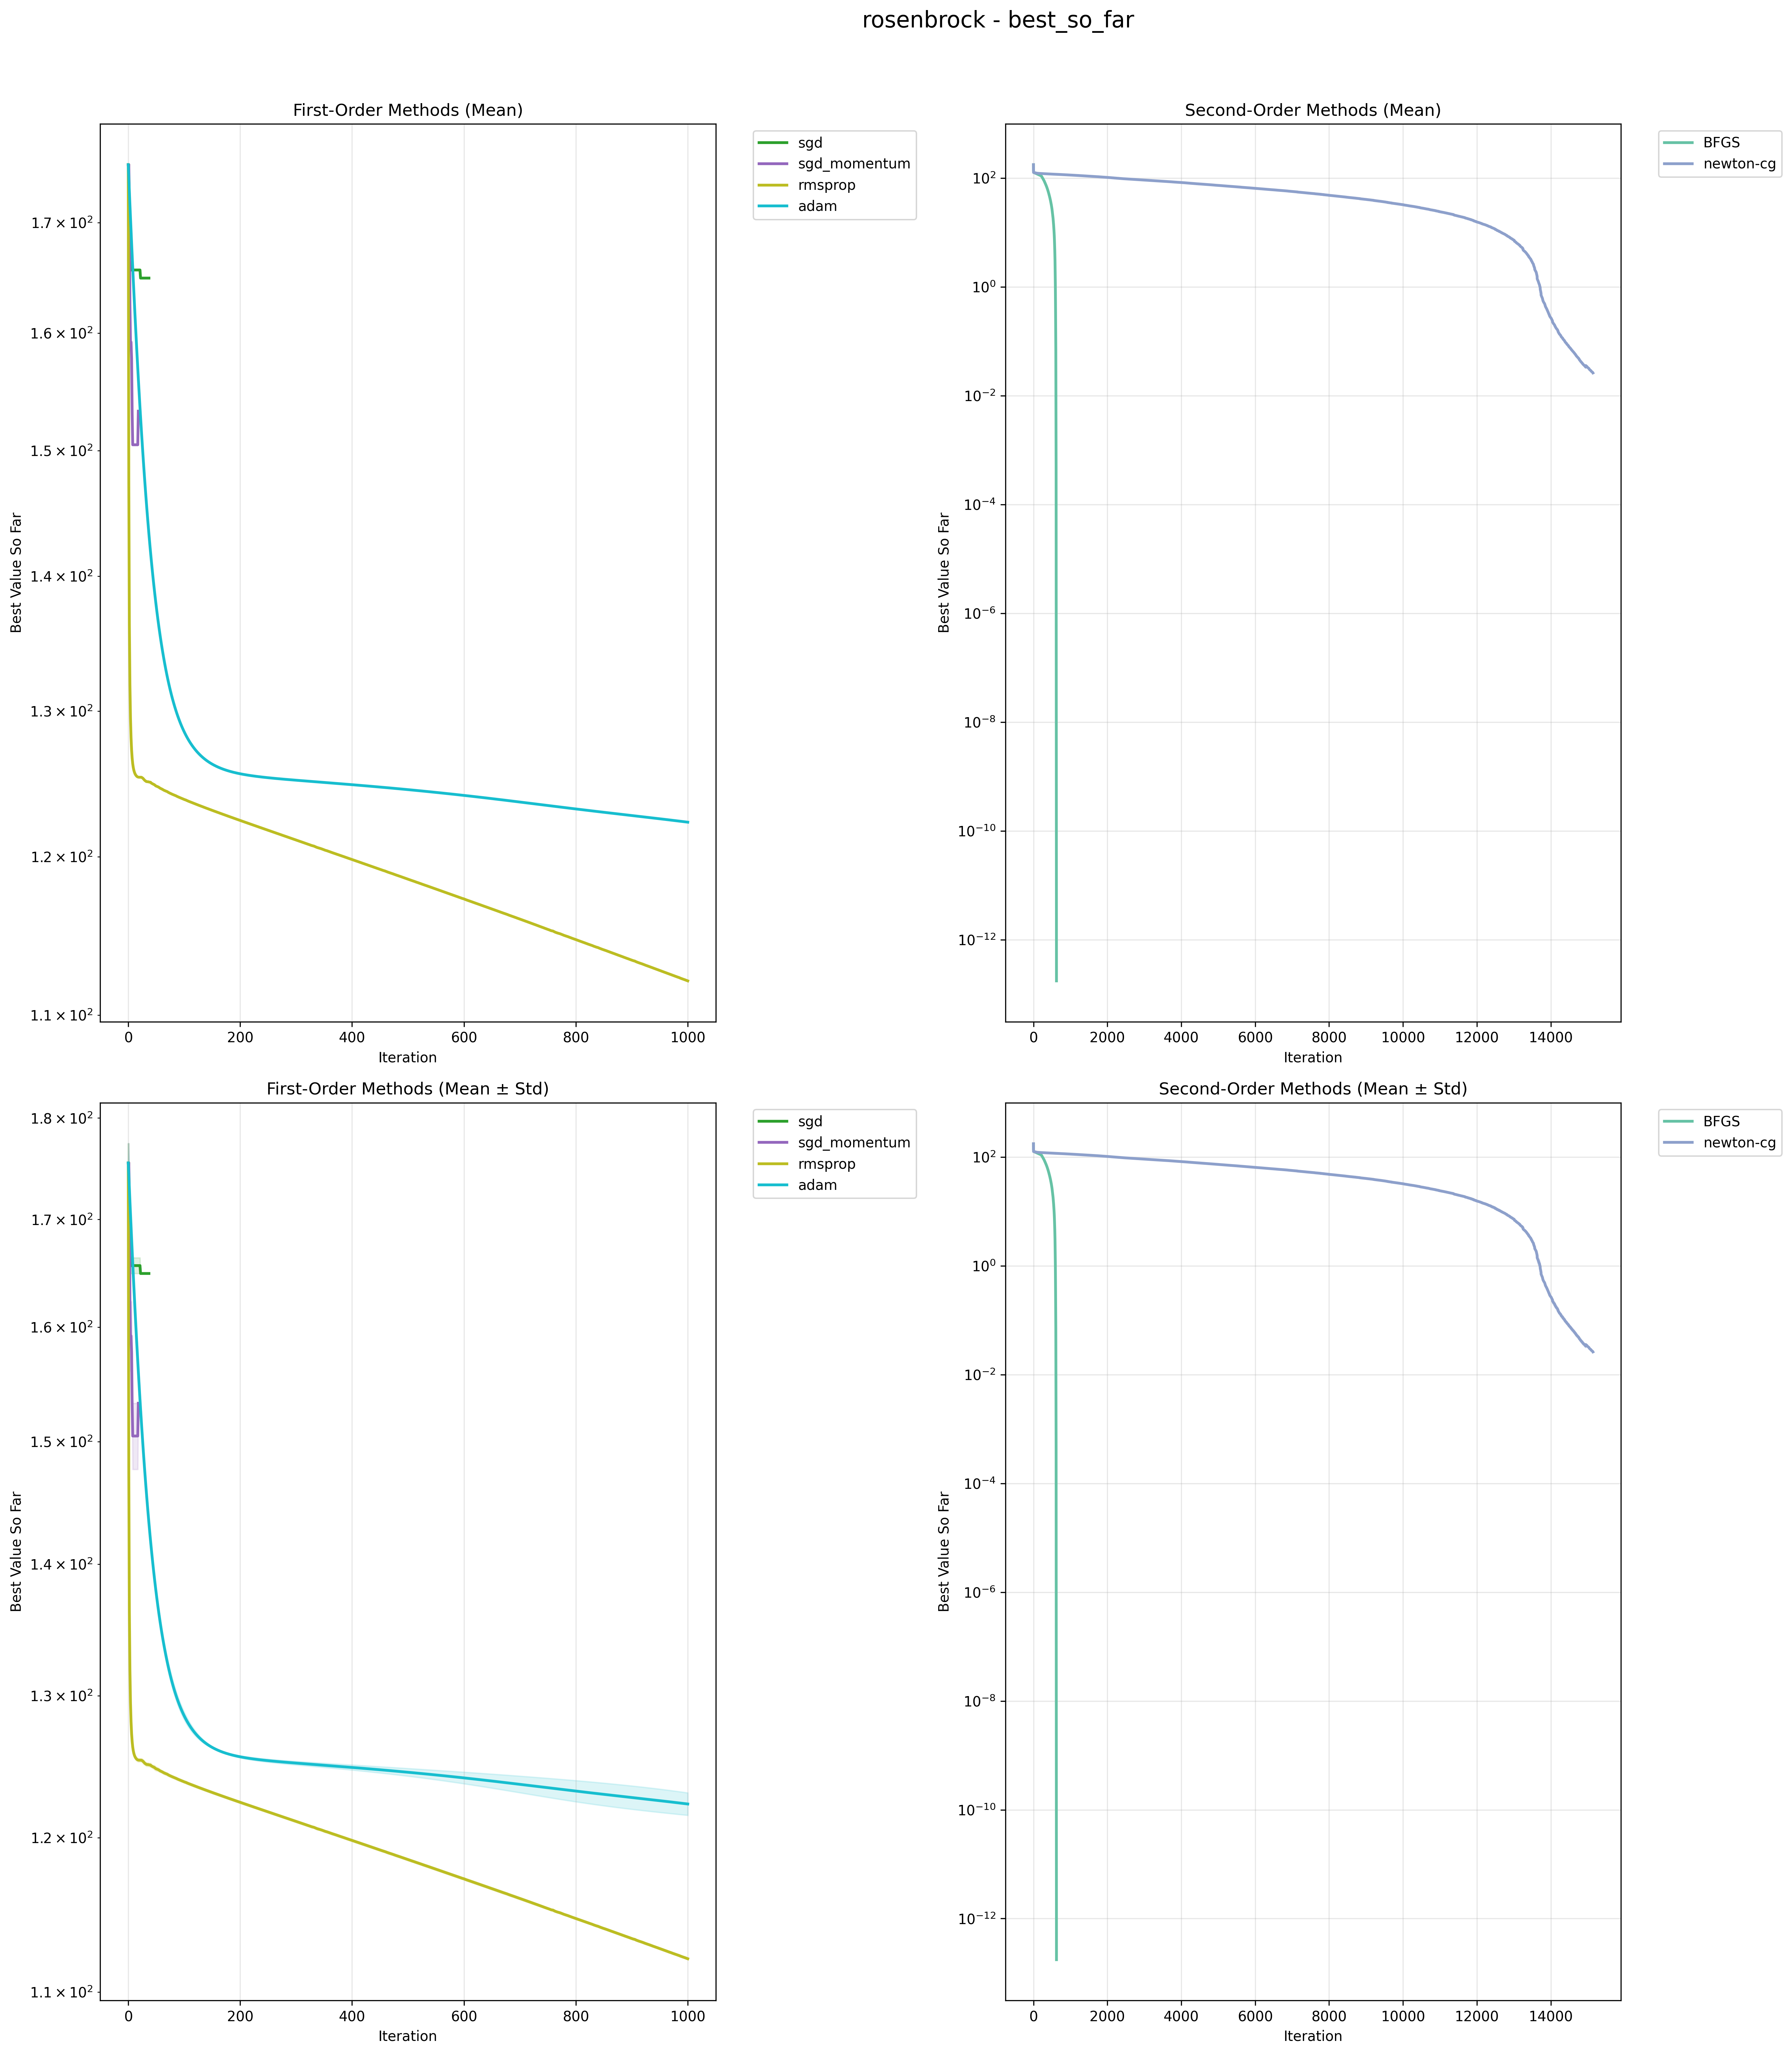 rosenbrock - best_so_far
First-Order Methods (Mean)
sgd
sgd_momentum
rmsprop
adam
1.7 × 10²
1.6 × 10²
1.5 × 10²
1.4 × 10²
1.3 × 10²
1.2 × 10²
1.1 × 10²
Best Value So Far
0 200 400 600 800 1000
Iteration
Second-Order Methods (Mean)
BFGS
newton-cg
10²
10⁰
10⁻²
10⁻⁴
10⁻⁶
10⁻⁸
10⁻¹⁰
10⁻¹²
Best Value So Far
0 2000 4000 6000 8000 10000 12000 14000
Iteration
First-Order Methods (Mean ± Std)
sgd
sgd_momentum
rmsprop
adam
1.8 × 10²
1.7 × 10²
1.6 × 10²
1.5 × 10²
1.4 × 10²
1.3 × 10²
1.2 × 10²
1.1 × 10²
Best Value So Far
0 200 400 600 800 1000
Iteration
Second-Order Methods (Mean ± Std)
BFGS
newton-cg
10²
10⁰
10⁻²
10⁻⁴
10⁻⁶
10⁻⁸
10⁻¹⁰
10⁻¹²
Best Value So Far
0 2000 4000 6000 8000 10000 12000 14000
Iteration